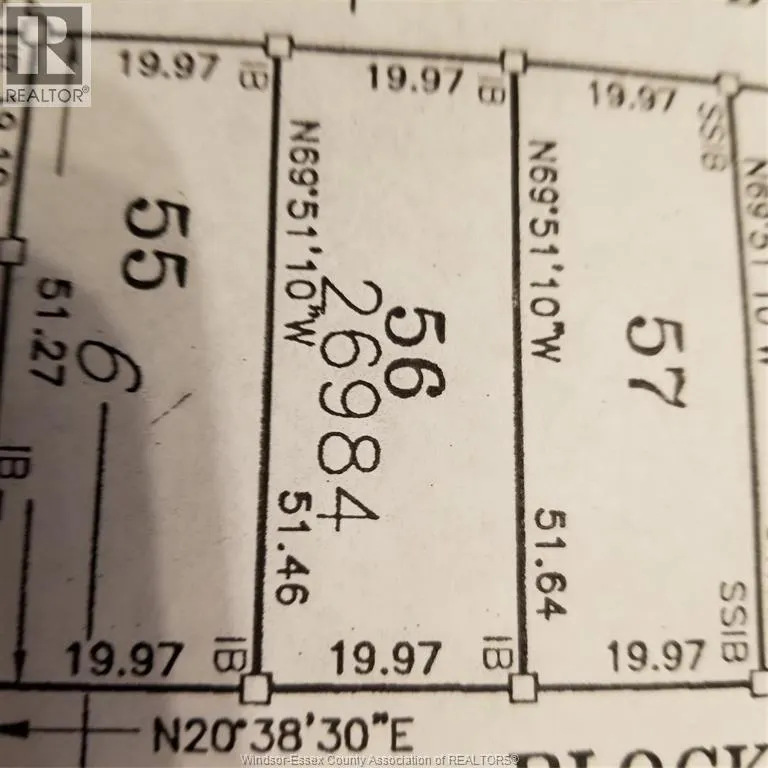 R
REALTOR®
19.97
IB
19.97
IB
19.97
SSIB
N69°51'10"W
N69°51'10"W
55
51.27
6
56
26984
57
51.46
51.64
IB
19.97
IB
19.97
IB
19.97
SSIB
N20°38'30"E
BLOCK
Windsor-Essex County Association of REALTORS®